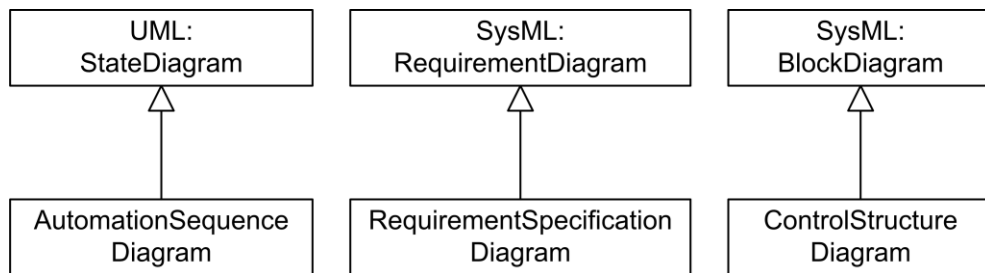 UML:
StateDiagram
SysML:
RequirementDiagram
SysML:
BlockDiagram
AutomationSequence
Diagram
RequirementSpecification
Diagram
ControlStructure
Diagram